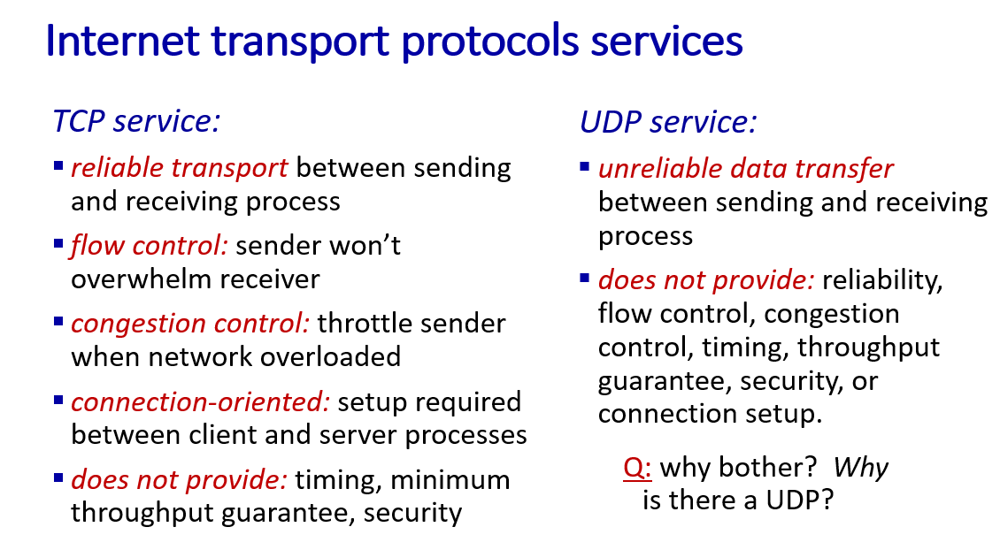 Internet transport protocols services
TCP service:
▪ reliable transport between sending
and receiving process
▪ flow control: sender won’t
overwhelm receiver
▪ congestion control: throttle sender
when network overloaded
▪ connection-oriented: setup required
between client and server processes
▪ does not provide: timing, minimum
throughput guarantee, security
UDP service:
▪ unreliable data transfer
between sending and receiving
process
▪ does not provide: reliability,
flow control, congestion
control, timing, throughput
guarantee, security, or
connection setup.
Q: why bother? Why
is there a UDP?